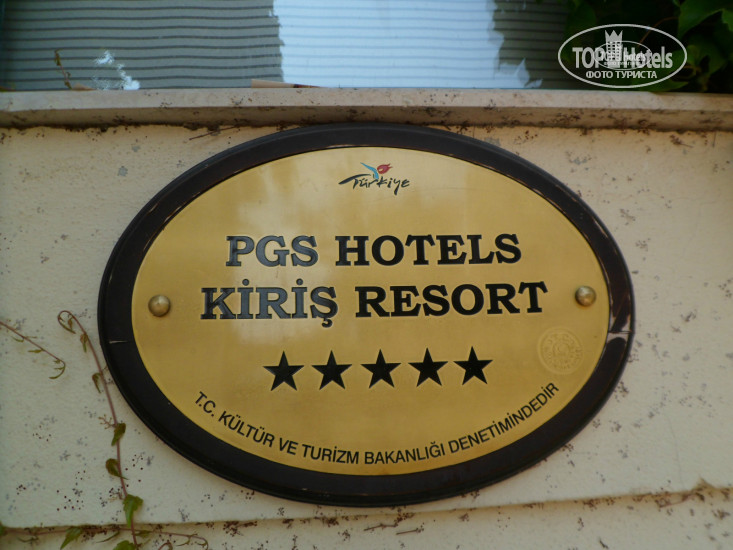 TOP Hotels
ФОТО ТУРИСТА
Türkiye
PGS HOTELS
KİRİŞ RESORT
T.C. KÜLTÜR VE TURİZM BAKANLIĞI DENETİMİNDEDİR